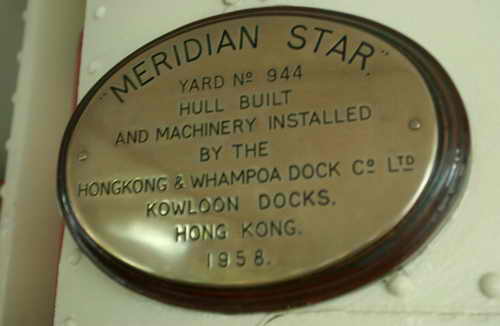 "MERIDIAN STAR"
YARD Nº 944
HULL BUILT
AND MACHINERY INSTALLED
BY THE
HONGKONG & WHAMPOA DOCK Cº LTD
KOWLOON DOCKS.
HONG KONG.
1958.